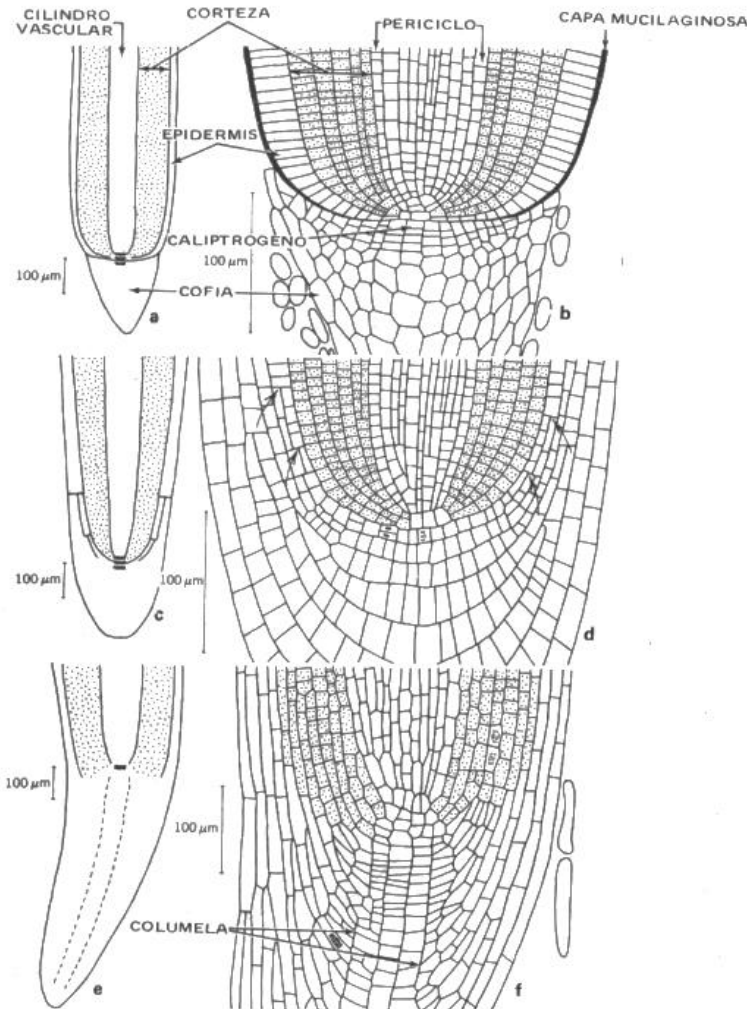 CILINDRO
VASCULAR
CORTEZA
PERICICLO
CAPA MUCILAGINOSA
EPIDERMIS
CALIPTROGENO
100 µm
100 µm
COFIA
a
b
100 µm
100 µm
c
d
100 µm
100 µm
COLUMELA
e
f